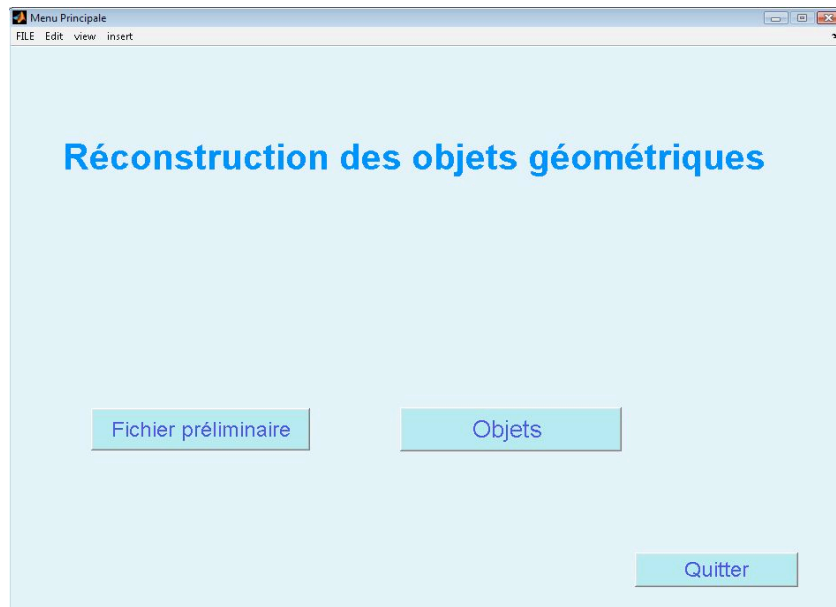 Menu Principale
FILE Edit view insert
Réconstruction des objets géométriques
Fichier préliminaire Objets
Quitter